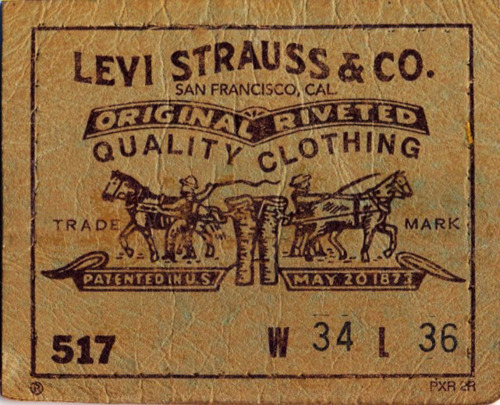 LEVI STRAUSS & CO.
SAN FRANCISCO, CAL.
ORIGINAL RIVETED
QUALITY CLOTHING
TRADE MARK
PATENTED IN U.S. MAY 20 1873
517 W 34 L 36
® PXR 2R